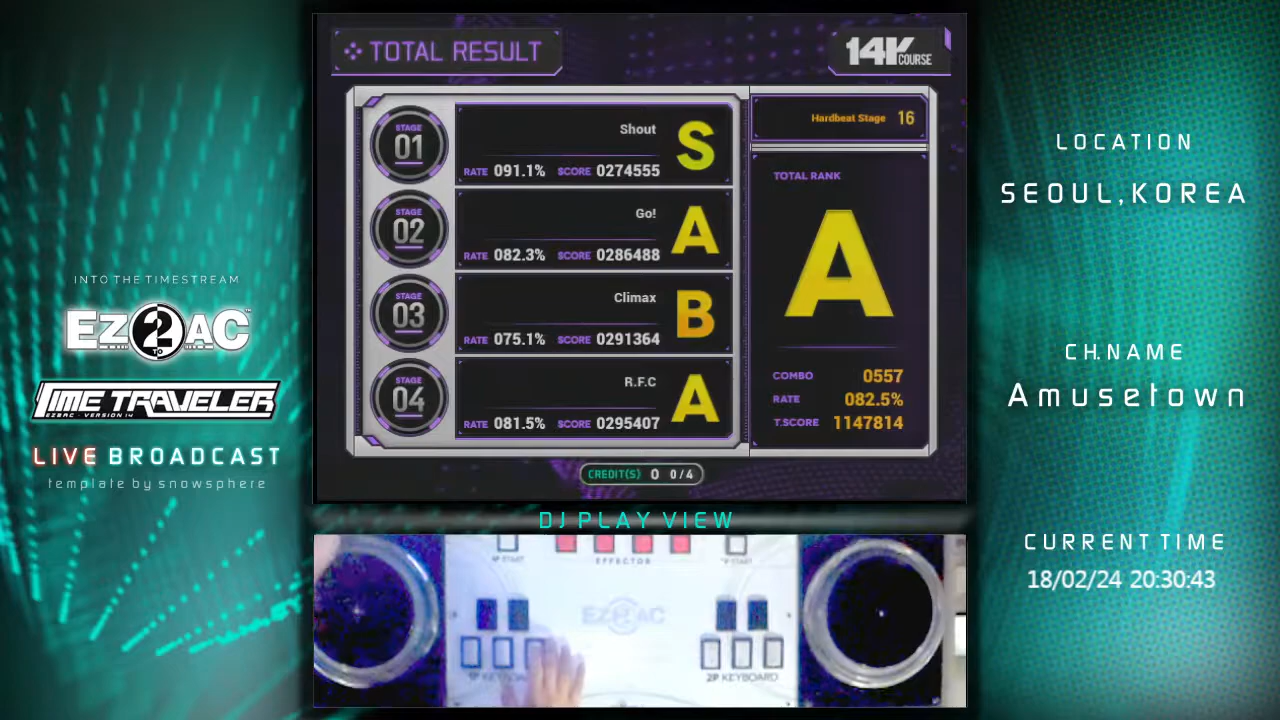 TOTAL RESULT
14K COURSE
STAGE 01
Shout
RATE 091.1% SCORE 0274555
S
STAGE 02
Go!
RATE 082.3% SCORE 0286488
A
STAGE 03
Climax
RATE 075.1% SCORE 0291364
B
STAGE 04
R.F.C
RATE 081.5% SCORE 0295407
A
Hardbeat Stage 16
TOTAL RANK
A
COMBO 0557
RATE 082.5%
T.SCORE 1147814
CREDIT(S) 0 0/4
INTO THE TIMESTREAM
EZ2AC
TO
TIME TRAVELER
EZ2AC - VERSION 14
LIVE BROADCAST
template by snowsphere
LOCATION
SEOUL,KOREA
CH.NAME
Amusetown
CURRENT TIME
18/02/24 20:30:43
DJ PLAY VIEW
EFFECTOR
EZ2AC
2P KEYBOARD